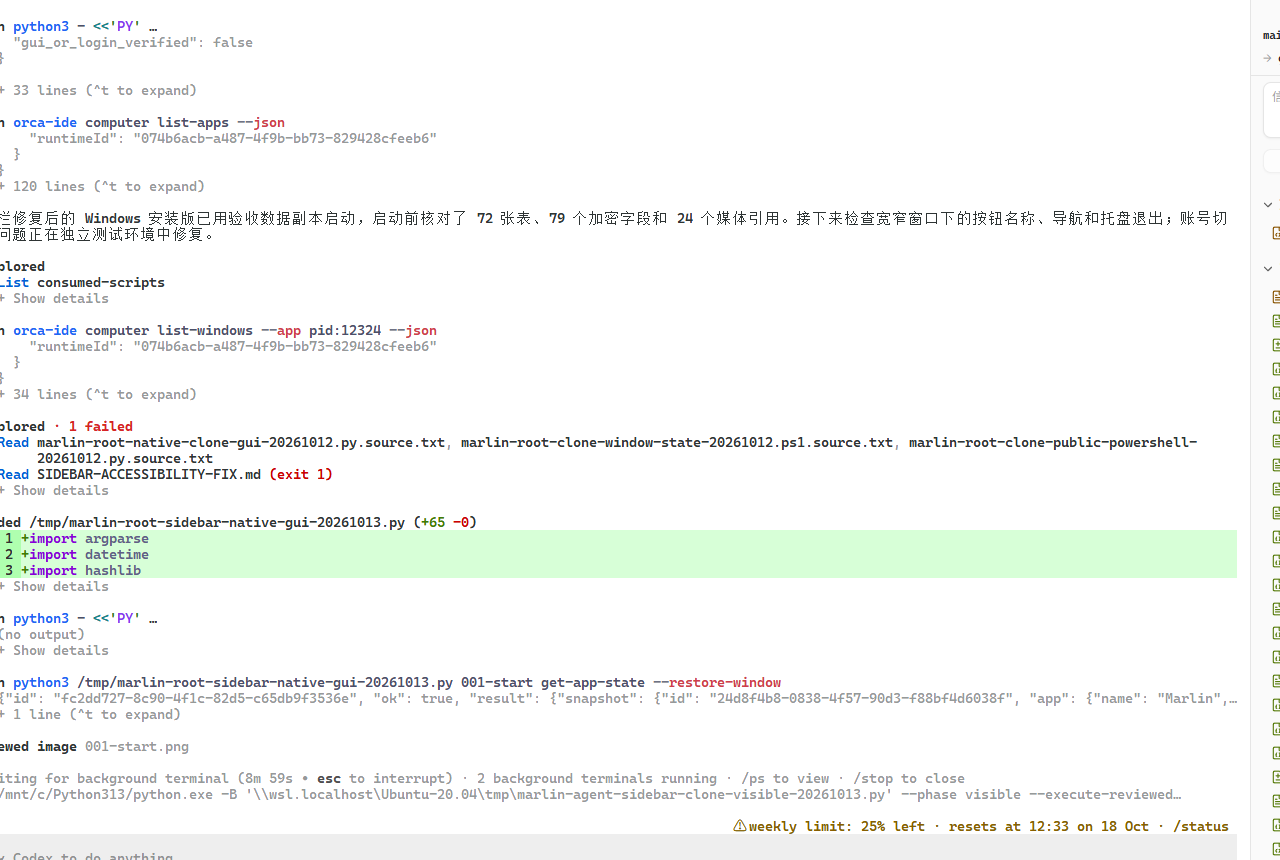 n python3 - <<'PY' …
"gui_or_login_verified": false
}
+ 33 lines (^t to expand)
n orca-ide computer list-apps --json
"runtimeId": "074b6acb-a487-4f9b-bb73-829428cfeeb6"
}
}
+ 120 lines (^t to expand)
栏修复后的 Windows 安装版已用验收数据副本启动，启动前核对了 72 张表、79 个加密字段和 24 个媒体引用。接下来检查宽窄窗口下的按钮名称、导航和托盘退出；账号切
问题正在独立测试环境中修复。
plored
List consumed-scripts
+ Show details
n orca-ide computer list-windows --app pid:12324 --json
"runtimeId": "074b6acb-a487-4f9b-bb73-829428cfeeb6"
}
}
+ 34 lines (^t to expand)
plored · 1 failed
Read marlin-root-native-clone-gui-20261012.py.source.txt, marlin-root-clone-window-state-20261012.ps1.source.txt, marlin-root-clone-public-powershell-
20261012.py.source.txt
Read SIDEBAR-ACCESSIBILITY-FIX.md (exit 1)
+ Show details
ded /tmp/marlin-root-sidebar-native-gui-20261013.py (+65 -0)
1 +import argparse
2 +import datetime
3 +import hashlib
+ Show details
n python3 - <<'PY' …
(no output)
+ Show details
n python3 /tmp/marlin-root-sidebar-native-gui-20261013.py 001-start get-app-state --restore-window
{"id": "fc2dd727-8c90-4f1c-82d5-c65db9f3536e", "ok": true, "result": {"snapshot": {"id": "24d8f4b8-0838-4f57-90d3-f88bf4d6038f", "app": {"name": "Marlin",…
+ 1 line (^t to expand)
ewed image 001-start.png
iting for background terminal (8m 59s • esc to interrupt) · 2 background terminals running · /ps to view · /stop to close
/mnt/c/Python313/python.exe -B '\\wsl.localhost\Ubuntu-20.04\tmp\marlin-agent-sidebar-clone-visible-20261013.py' --phase visible --execute-reviewed…
⚠weekly limit: 25% left · resets at 12:33 on 18 Oct · /status
Codex to do anything
mai